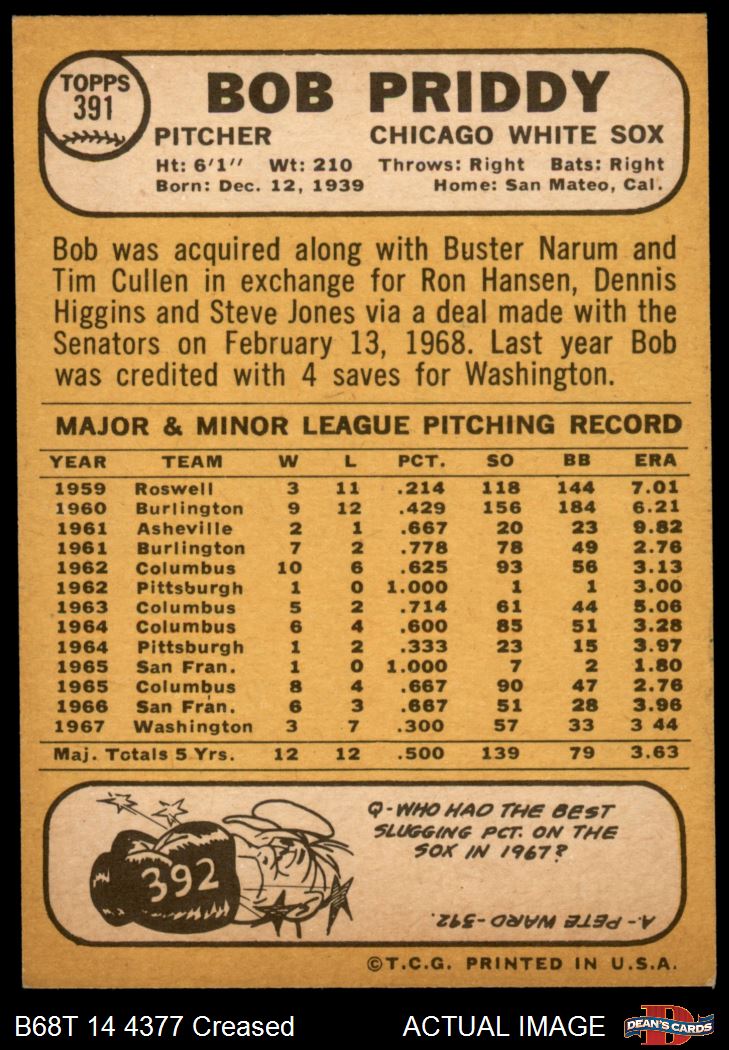 TOPPS
391
BOB PRIDDY
PITCHER CHICAGO WHITE SOX
Ht: 6'1" Wt: 210 Throws: Right Bats: Right
Born: Dec. 12, 1939 Home: San Mateo, Cal.
Bob was acquired along with Buster Narum and
Tim Cullen in exchange for Ron Hansen, Dennis
Higgins and Steve Jones via a deal made with the
Senators on February 13, 1968. Last year Bob
was credited with 4 saves for Washington.
MAJOR & MINOR LEAGUE PITCHING RECORD
YEAR TEAM W L PCT. SO BB ERA
1959 Roswell 3 11 .214 118 144 7.01
1960 Burlington 9 12 .429 156 184 6.21
1961 Asheville 2 1 .667 20 23 9.82
1961 Burlington 7 2 .778 78 49 2.76
1962 Columbus 10 6 .625 93 56 3.13
1962 Pittsburgh 1 0 1.000 1 1 3.00
1963 Columbus 5 2 .714 61 44 5.06
1964 Columbus 6 4 .600 85 51 3.28
1964 Pittsburgh 1 2 .333 23 15 3.97
1965 San Fran. 1 0 1.000 7 2 1.80
1965 Columbus 8 4 .667 90 47 2.76
1966 San Fran. 6 3 .667 51 28 3.96
1967 Washington 3 7 .300 57 33 3 44
Maj. Totals 5 Yrs. 12 12 .500 139 79 3.63
Q-WHO HAD THE BEST
SLUGGING PCT. ON THE
SOX IN 1967?
392
A.-PETE WARD-.392.
©T.C.G. PRINTED IN U.S.A.
B68T 14 4377 Creased ACTUAL IMAGE
D
DEAN'S CARDS